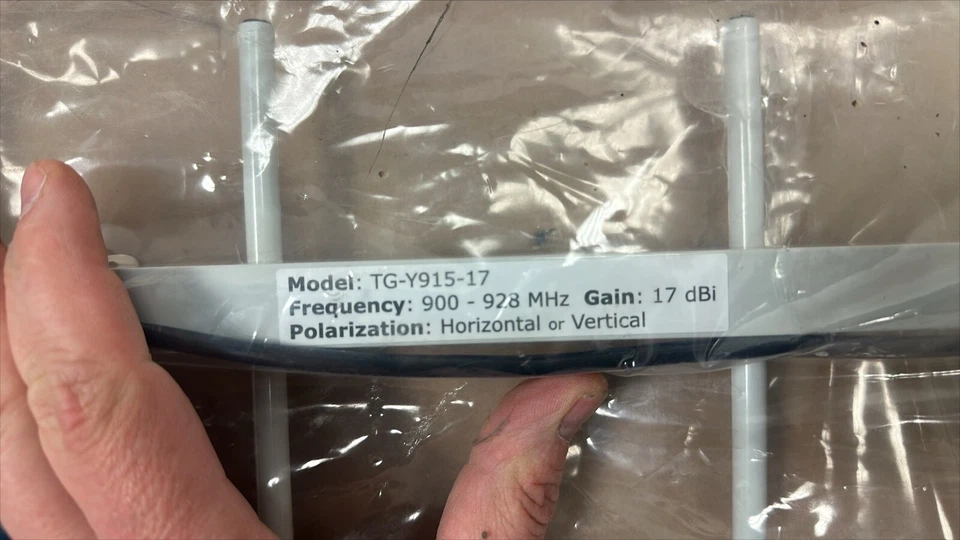 Model: TG-Y915-17
Frequency: 900 - 928 MHz Gain: 17 dBi
Polarization: Horizontal or Vertical